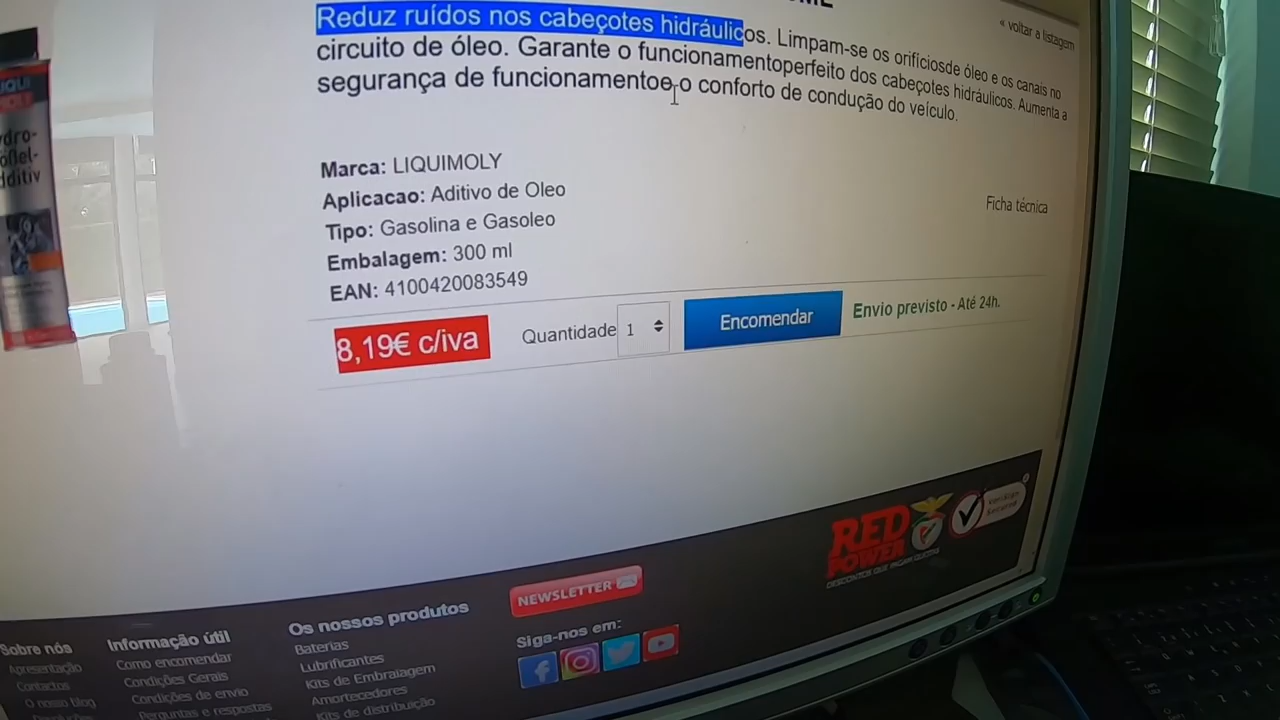 « voltar a listagem
Reduz ruídos nos cabeçotes hidráulicos. Limpam-se os orifíciosde óleo e os canais no
circuito de óleo. Garante o funcionamentoperfeito dos cabeçotes hidráulicos. Aumenta a
segurança de funcionamentoe o conforto de condução do veículo.
Marca: LIQUIMOLY
Aplicacao: Aditivo de Oleo
Tipo: Gasolina e Gasoleo
Embalagem: 300 ml
EAN: 4100420083549
Ficha técnica
8,19€ c/iva
Quantidade 1
Encomendar
Envio previsto - Até 24h.
RED
POWER
DESCONTOS QUE
NEWSLETTER
Siga-nos em:
Sobre nós
Apresentação
Contactos
O nosso blog
Informação útil
Como encomendar
Condições Gerais
Condições de envio
Perguntas e respostas
Os nossos produtos
Baterias
Lubrificantes
Kits de Embraiagem
Amortecedores
Kits de distribuição